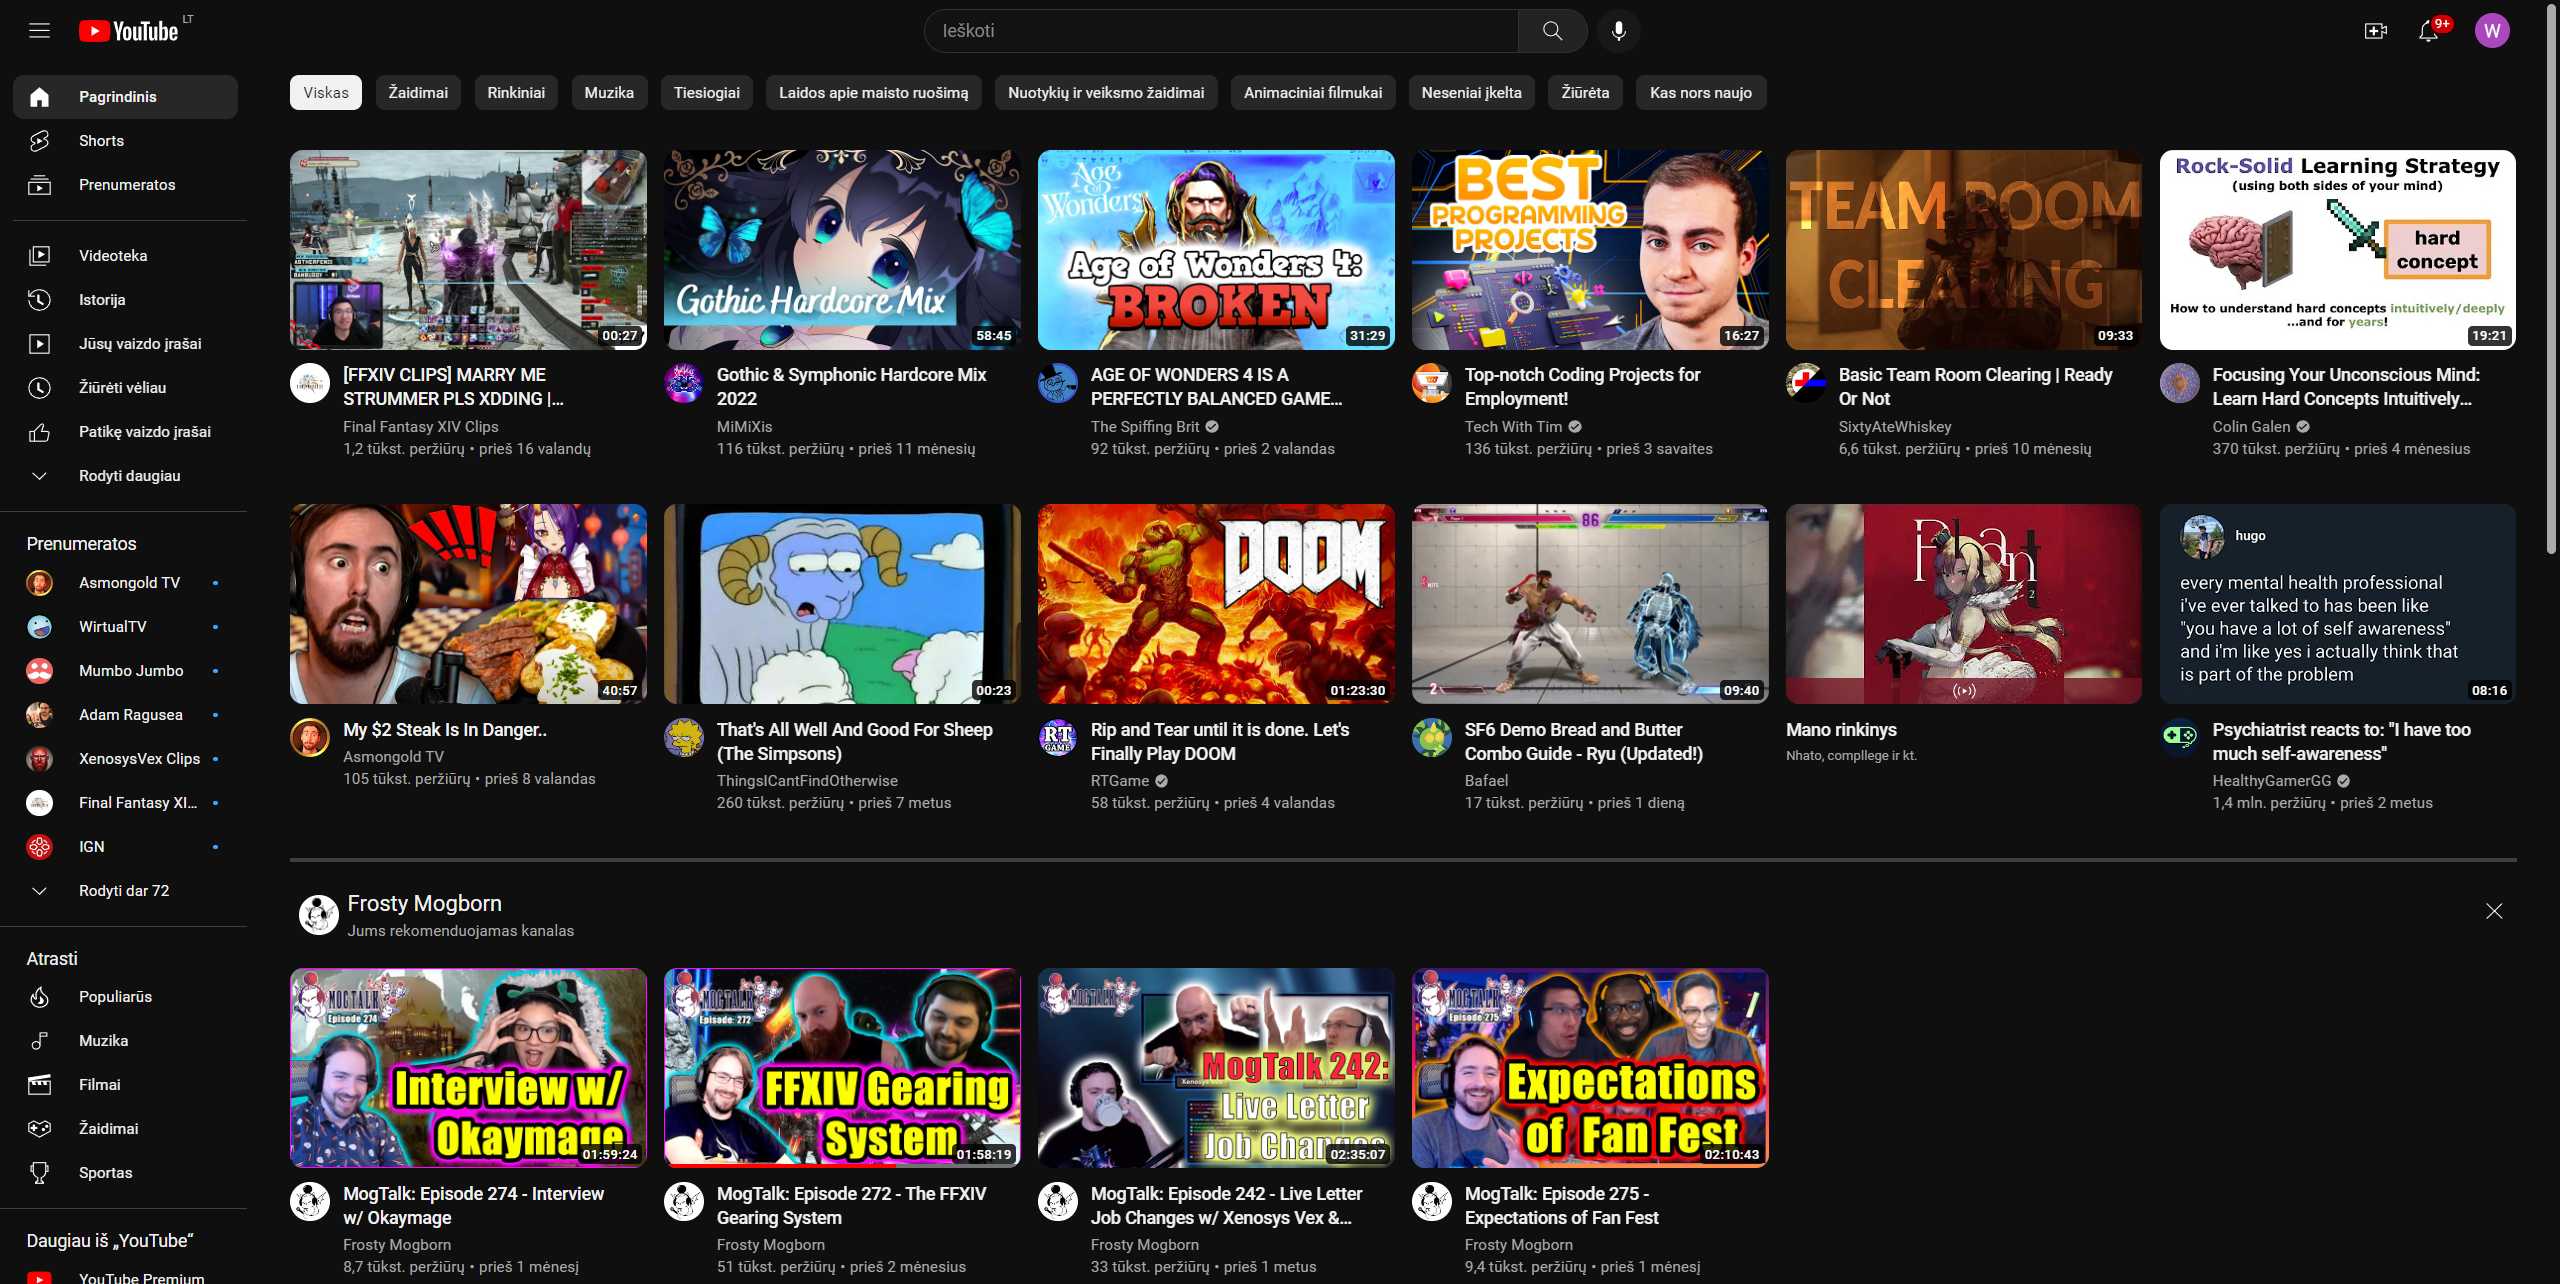 YouTube LT
Ieškoti
9+
W
Pagrindinis
Shorts
Prenumeratos
Videoteka
Istorija
Jūsų vaizdo įrašai
Žiūrėti vėliau
Patikę vaizdo įrašai
Rodyti daugiau
Prenumeratos
Asmongold TV
WirtualTV
Mumbo Jumbo
Adam Ragusea
XenosysVex Clips
Final Fantasy XI...
IGN
Rodyti dar 72
Atrasti
Populiarūs
Muzika
Filmai
Žaidimai
Sportas
Daugiau iš „YouTube“
YouTube Premium
Viskas
Žaidimai
Rinkiniai
Muzika
Tiesiogiai
Laidos apie maisto ruošimą
Nuotykių ir veiksmo žaidimai
Animaciniai filmukai
Neseniai įkelta
Žiūrėta
Kas nors naujo
00:27
[FFXIV CLIPS] MARRY ME
STRUMMER PLS XDDING |...
Final Fantasy XIV Clips
1,2 tūkst. peržiūrų • prieš 16 valandų
Gothic Hardcore Mix
58:45
Gothic & Symphonic Hardcore Mix
2022
MiMiXis
116 tūkst. peržiūrų • prieš 11 mėnesių
Age of
Wonders
Age of Wonders 4:
BROKEN
31:29
AGE OF WONDERS 4 IS A
PERFECTLY BALANCED GAME...
The Spiffing Brit
92 tūkst. peržiūrų • prieš 2 valandas
BEST
PROGRAMMING
PROJECTS
16:27
Top-notch Coding Projects for
Employment!
Tech With Tim
136 tūkst. peržiūrų • prieš 3 savaites
TEAM ROOM
CLEARING
09:33
Basic Team Room Clearing | Ready
Or Not
SixtyAteWhiskey
6,6 tūkst. peržiūrų • prieš 10 mėnesių
Rock-Solid Learning Strategy
(using both sides of your mind)
hard
concept
How to understand hard concepts intuitively/deeply
...and for years!
19:21
Focusing Your Unconscious Mind:
Learn Hard Concepts Intuitively...
Colin Galen
370 tūkst. peržiūrų • prieš 4 mėnesius
!!!
40:57
My $2 Steak Is In Danger..
Asmongold TV
105 tūkst. peržiūrų • prieš 8 valandas
00:23
That's All Well And Good For Sheep
(The Simpsons)
ThingsICantFindOtherwise
260 tūkst. peržiūrų • prieš 7 metus
DOOM
01:23:30
RT
GAME
Rip and Tear until it is done. Let's
Finally Play DOOM
RTGame
58 tūkst. peržiūrų • prieš 4 valandas
86
2
09:40
SF6 Demo Bread and Butter
Combo Guide - Ryu (Updated!)
Bafael
17 tūkst. peržiūrų • prieš 1 dieną
Mano rinkinys
Nhato, compllege ir kt.
hugo
every mental health professional
i've ever talked to has been like
"you have a lot of self awareness"
and i'm like yes i actually think that
is part of the problem
08:16
Psychiatrist reacts to: "I have too
much self-awareness"
HealthyGamerGG
1,4 mln. peržiūrų • prieš 2 metus
Frosty Mogborn
Jums rekomenduojamas kanalas
MOGTALK
Episode 274
Interview w/
Okaymage
01:59:24
MogTalk: Episode 274 - Interview
w/ Okaymage
Frosty Mogborn
8,7 tūkst. peržiūrų • prieš 1 mėnesį
MOGTALK
Episode: 272
FFXIV Gearing
System
01:58:19
MogTalk: Episode 272 - The FFXIV
Gearing System
Frosty Mogborn
51 tūkst. peržiūrų • prieš 2 mėnesius
MOGTALK
MogTalk 242:
Live Letter
Job Changes
02:35:07
MogTalk: Episode 242 - Live Letter
Job Changes w/ Xenosys Vex &...
Frosty Mogborn
33 tūkst. peržiūrų • prieš 1 metus
MOGTALK
Episode 275
Expectations
of Fan Fest
02:10:43
MogTalk: Episode 275 -
Expectations of Fan Fest
Frosty Mogborn
9,4 tūkst. peržiūrų • prieš 1 mėnesį